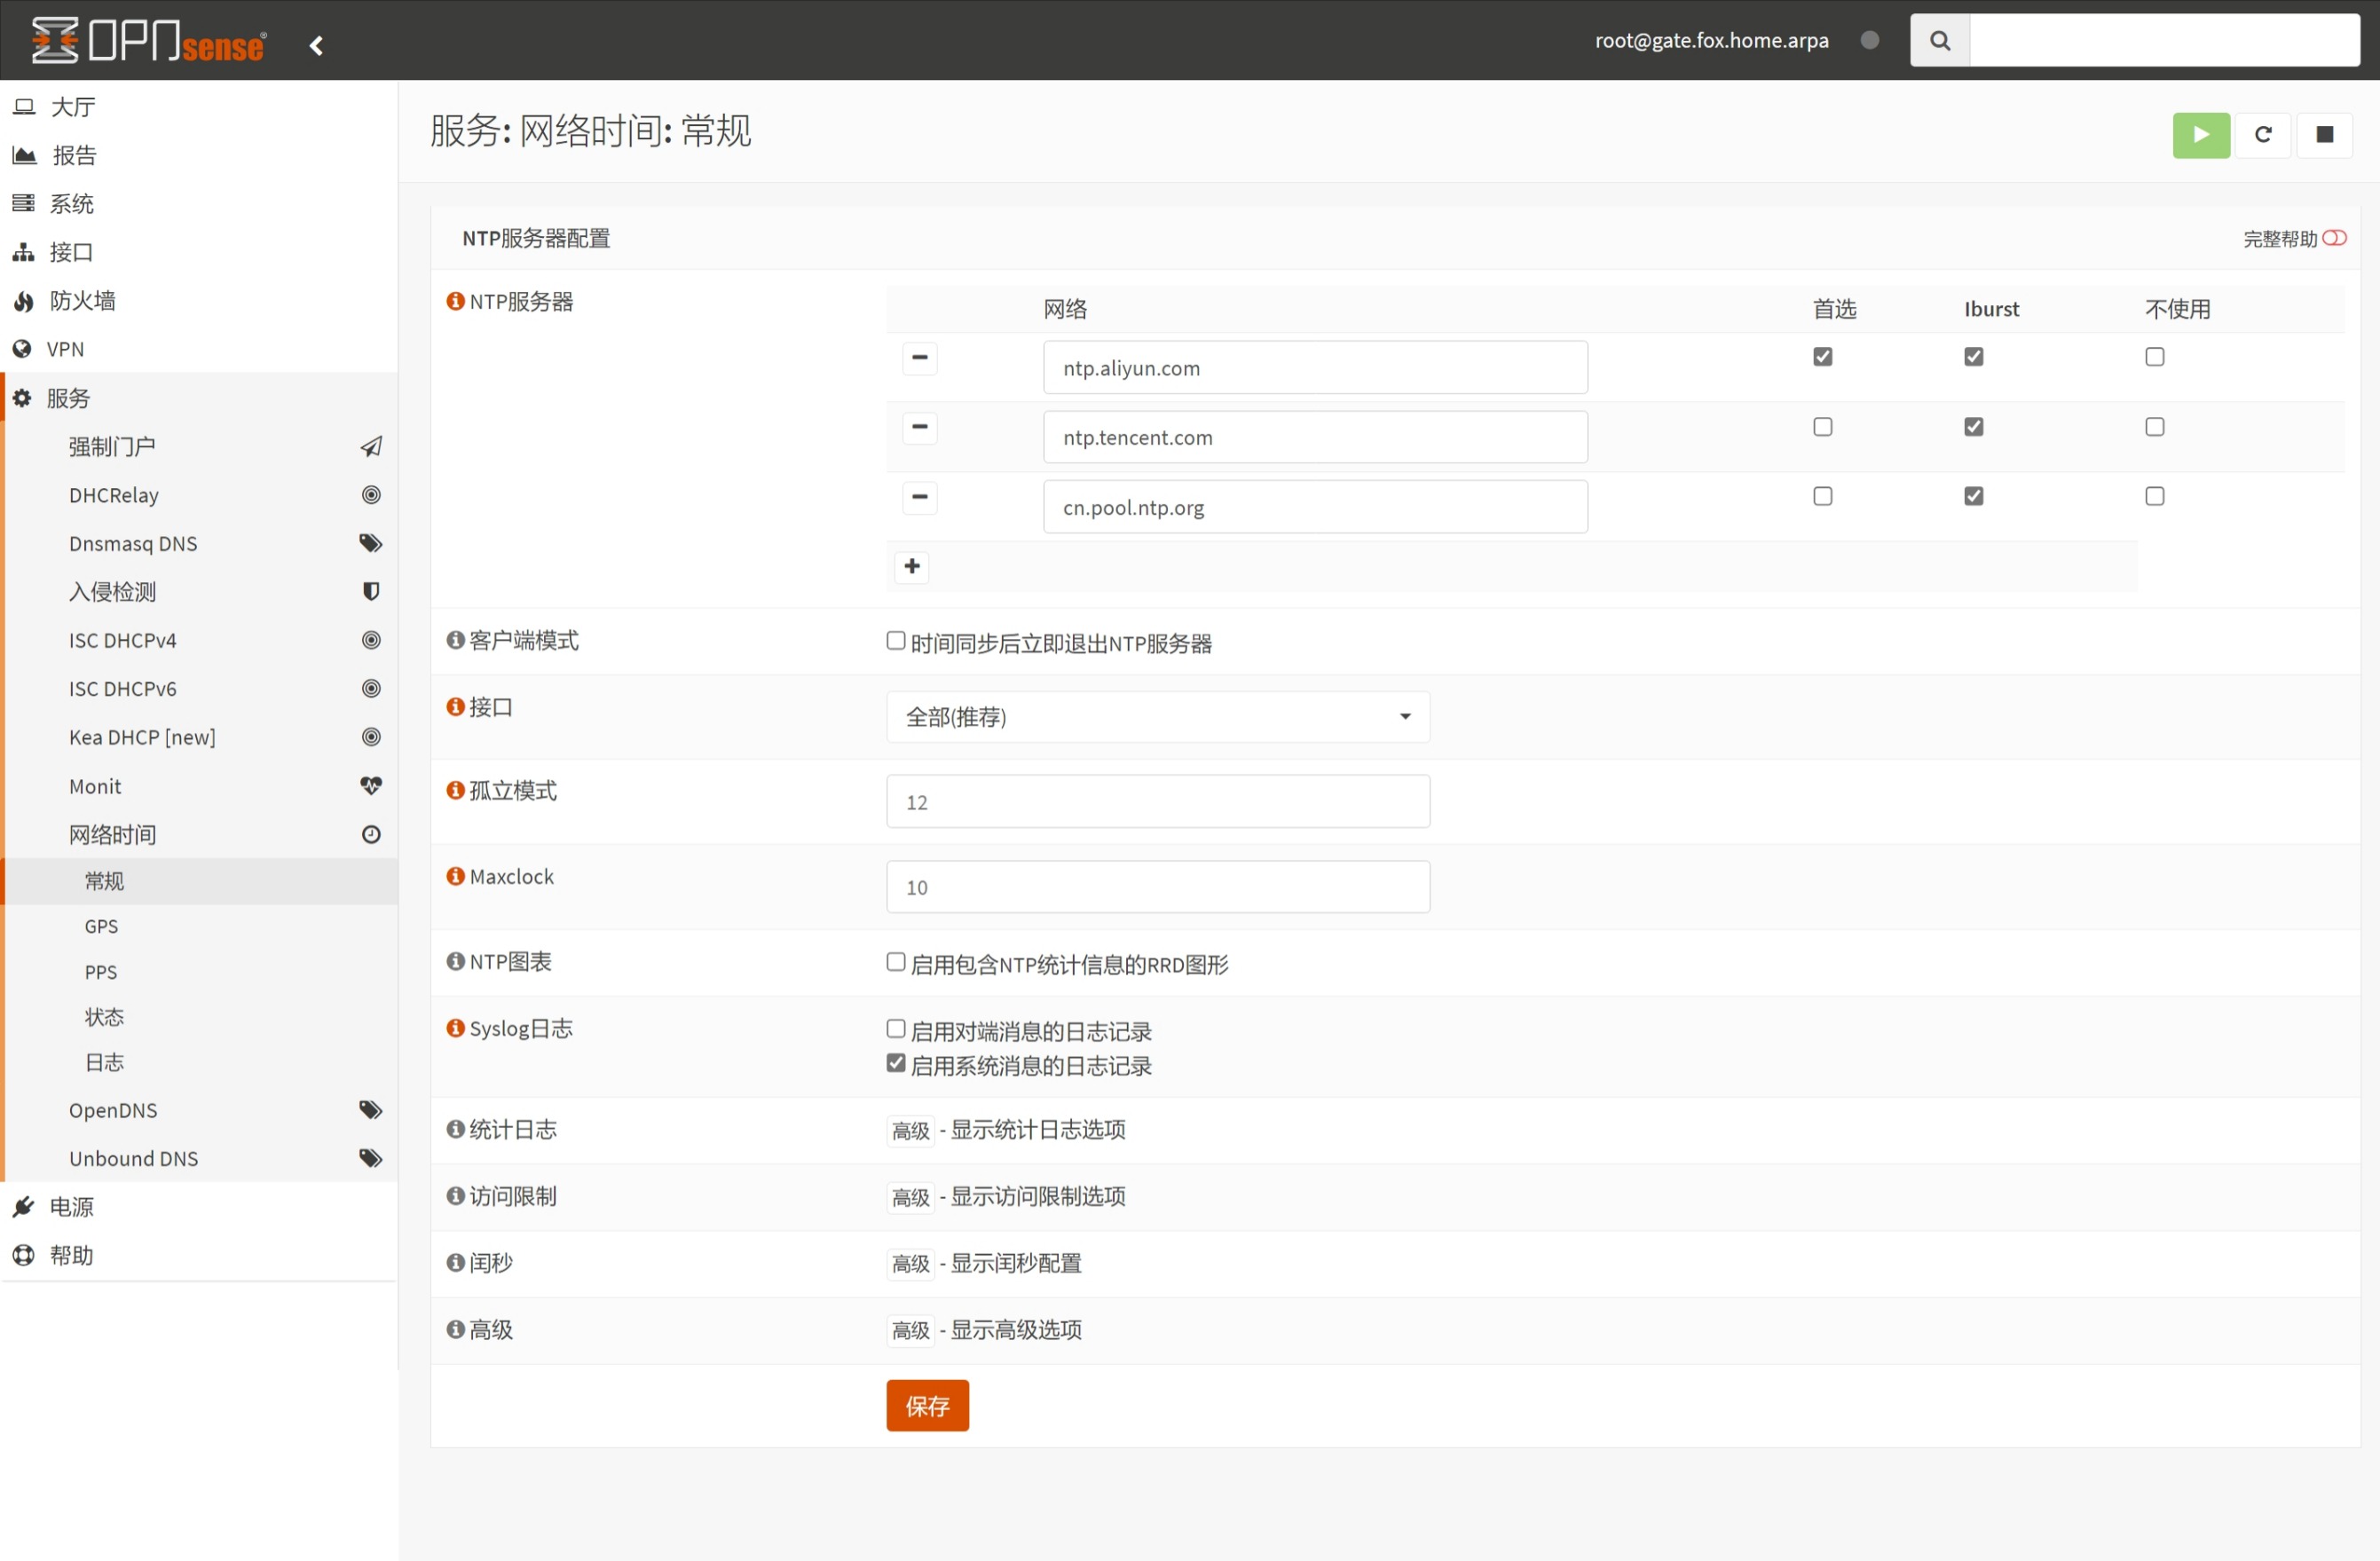 OPNsense®
root@gate.fox.home.arpa
大厅
报告
系统
接口
防火墙
VPN
服务
强制门户
DHCRelay
Dnsmasq DNS
入侵检测
ISC DHCPv4
ISC DHCPv6
Kea DHCP [new]
Monit
网络时间
常规
GPS
PPS
状态
日志
OpenDNS
Unbound DNS
电源
帮助
服务: 网络时间: 常规
NTP服务器配置
完整帮助
NTP服务器
网络 首选 Iburst 不使用
ntp.aliyun.com
ntp.tencent.com
cn.pool.ntp.org
客户端模式
时间同步后立即退出NTP服务器
接口
全部(推荐)
孤立模式
12
Maxclock
10
NTP图表
启用包含NTP统计信息的RRD图形
Syslog日志
启用对端消息的日志记录
启用系统消息的日志记录
统计日志
高级 - 显示统计日志选项
访问限制
高级 - 显示访问限制选项
闰秒
高级 - 显示闰秒配置
高级
高级 - 显示高级选项
保存